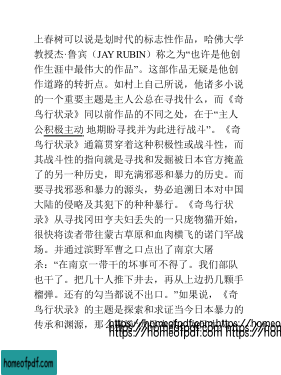 上春树可以说是划时代的标志性作品，哈佛大学
教授杰·鲁宾（JAY RUBIN）称之为“也许是他创
作生涯中最伟大的作品”。这部作品无疑是他创
作道路的转折点。如村上自己所说，他诸多小说
的一个重要主题是主人公总在寻找什么，而《奇
鸟行状录》同以前作品的不同之处，在于“主人
公积极主动 地期盼寻找并为此进行战斗”。《奇
鸟行状录》通篇贯穿着这种积极性或战斗性，而
其战斗性的指向就是寻找和发掘被日本官方掩盖
了的另一种历史，即充满邪恶和暴力的历史。而
要寻找邪恶和暴力的源头，势必追溯日本对中国
大陆的侵略及其犯下的种种暴行。《奇鸟行状
录》从寻找冈田亨夫妇丢失的一只庞物猫开始，
很快将读者带往蒙古草原和血肉横飞的诺门罕战
场。并通过滨野军曹之口点出了南京大屠
杀：“在南京一带干的坏事可不得了。我们部队
也干了。把几十人推下井去，再从上边扔几颗手
榴弹。还有的勾当都说不出口。”如果说，《奇
鸟行状录》的主题是探索和求证当今日本暴力的
传承和渊源，那么
homeofpdf.com